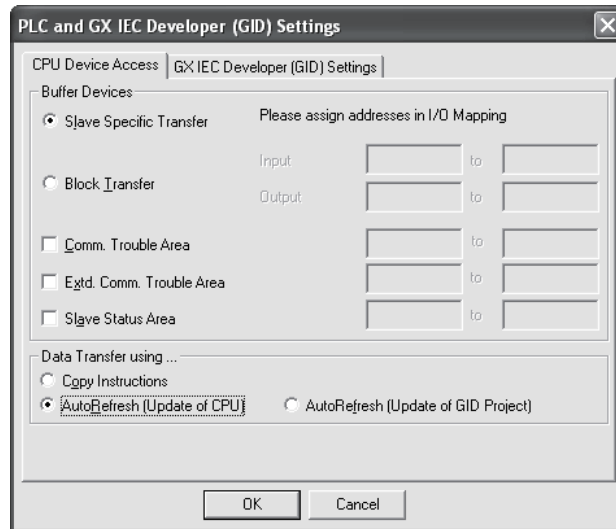 PLC and GX IEC Developer (GID) Settings
CPU Device Access GX IEC Developer (GID) Settings
Buffer Devices
Slave Specific Transfer Please assign addresses in I/O Mapping
Input to
Block Transfer
Output to
Comm. Trouble Area to
Extd. Comm. Trouble Area to
Slave Status Area to
Data Transfer using ...
Copy Instructions
AutoRefresh (Update of CPU) AutoRefresh (Update of GID Project)
OK Cancel